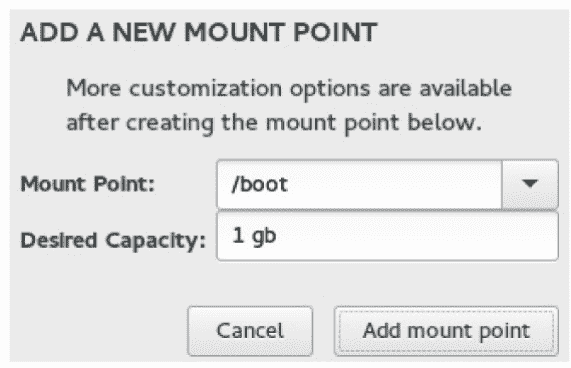 ADD A NEW MOUNT POINT
More customization options are available
after creating the mount point below.
Mount Point: /boot
Desired Capacity: 1 gb
Cancel Add mount point